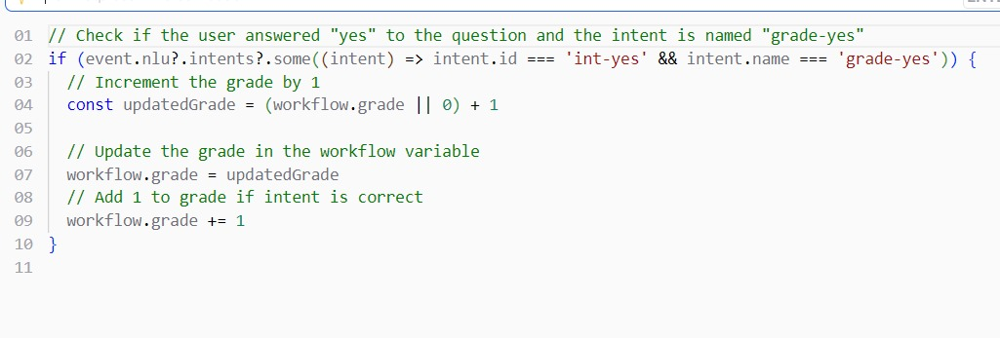 01 // Check if the user answered "yes" to the question and the intent is named "grade-yes"
02 if (event.nlu?.intents?.some((intent) => intent.id === 'int-yes' && intent.name === 'grade-yes')) {
03 // Increment the grade by 1
04 const updatedGrade = (workflow.grade || 0) + 1
05
06 // Update the grade in the workflow variable
07 workflow.grade = updatedGrade
08 // Add 1 to grade if intent is correct
09 workflow.grade += 1
10 }
11